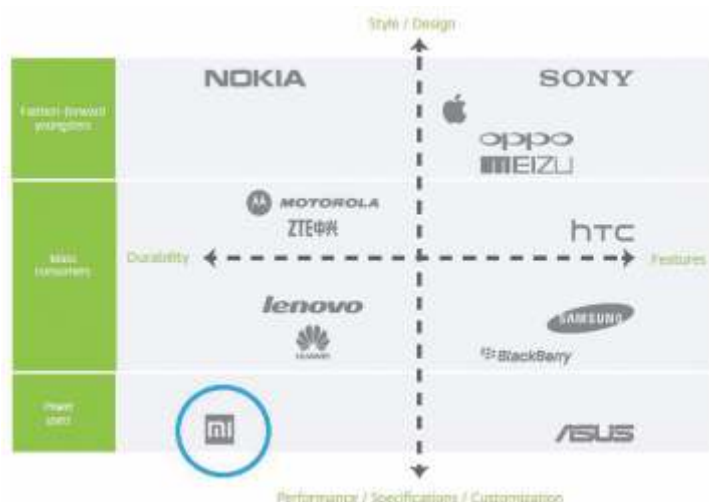 Style / Design
NOKIA
SONY
Fashion-forward
youngsters
oppo
MEIZU
MOTOROLA
ZTE中兴
hTC
Mass
consumers
Durability
Features
lenovo
SAMSUNG
HUAWEI
BlackBerry
Power
users
mi
ASUS
Performance / Specifications / Customization